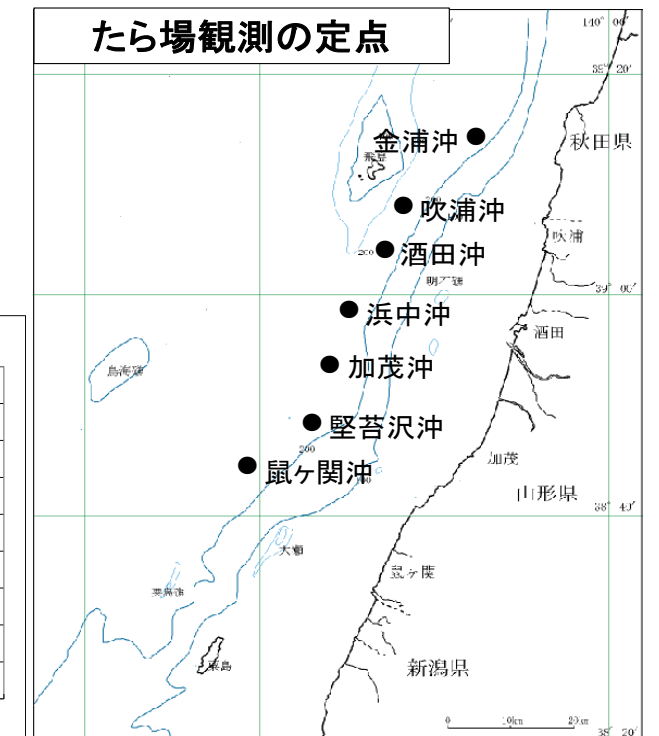 たら場観測の定点
140° 00′
39° 20′
金浦沖
秋田県
飛島
吹浦沖
吹浦
200
酒田沖
明石礁
39° 00′
浜中沖
酒田
加茂沖
鳥海礁
堅苔沢沖
200
加茂
鼠ヶ関沖
山形県
38° 40′
大瀬
鼠ヶ関
粟島
新潟県
0 10km 20km
38° 20′